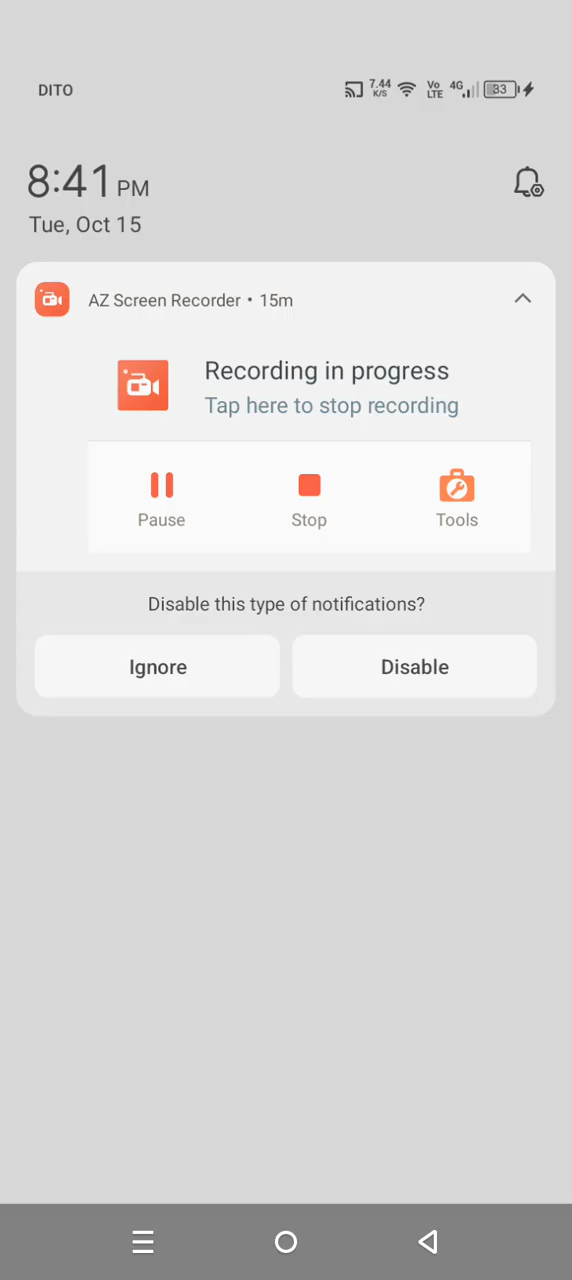 DITO
7.44
K/S
Vo
LTE
4G
33
8:41 PM
Tue, Oct 15
AZ Screen Recorder • 15m
Recording in progress
Tap here to stop recording
Pause
Stop
Tools
Disable this type of notifications?
Ignore
Disable